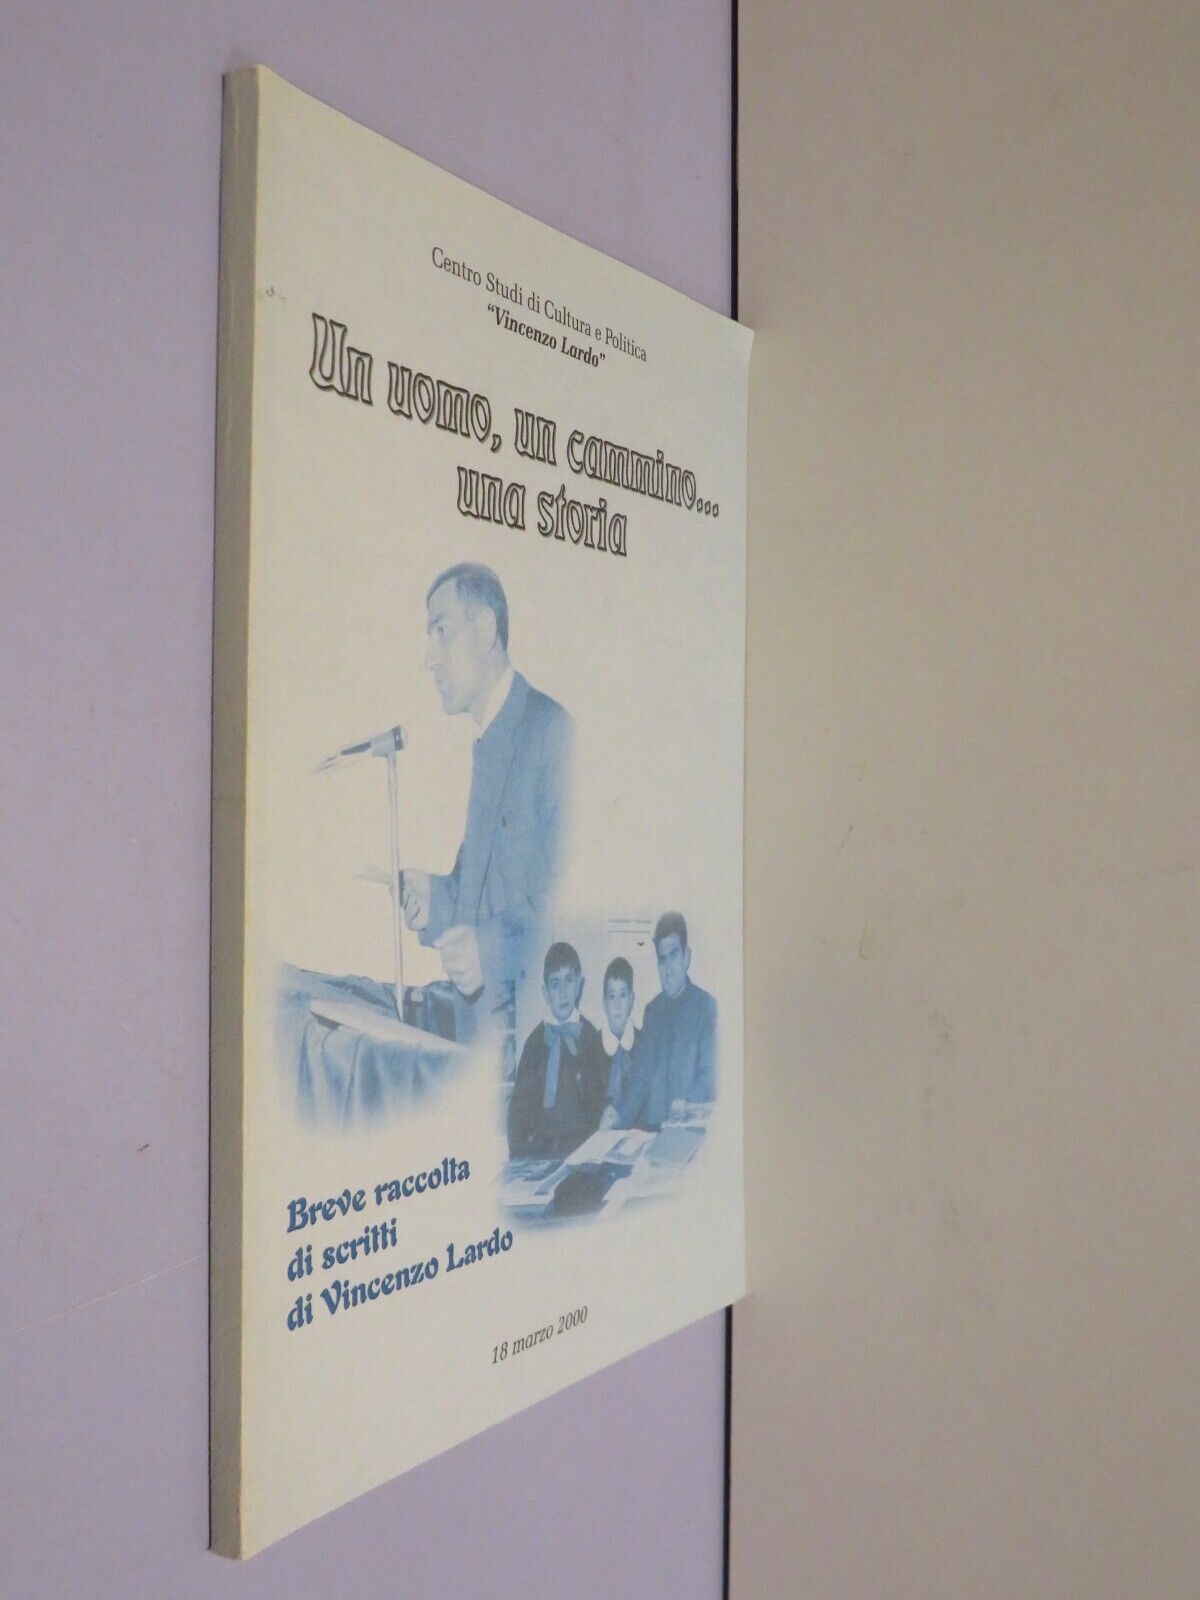 Centro Studi di Cultura e Politica
“Vincenzo Lardo”
Un uomo, un cammino...
una storia
Breve raccolta
di scritti
di Vincenzo Lardo
18 marzo 2000